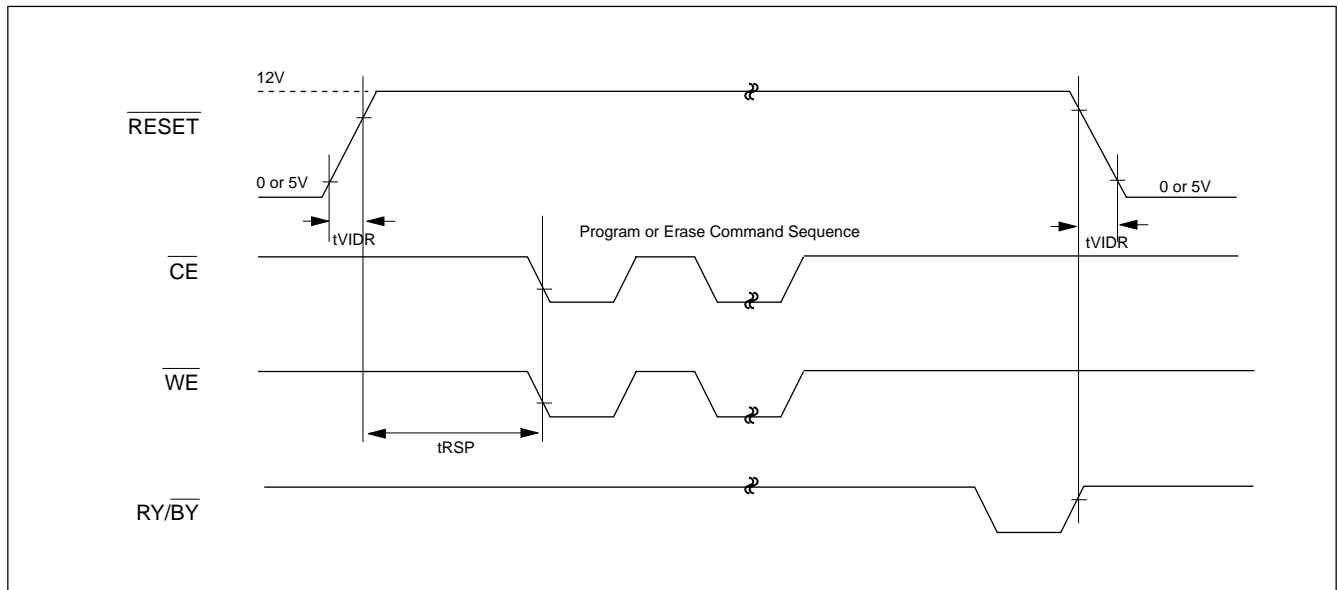 12V
RESET
0 or 5V
0 or 5V
tVIDR
Program or Erase Command Sequence
tVIDR
CE
WE
tRSP
RY/BY